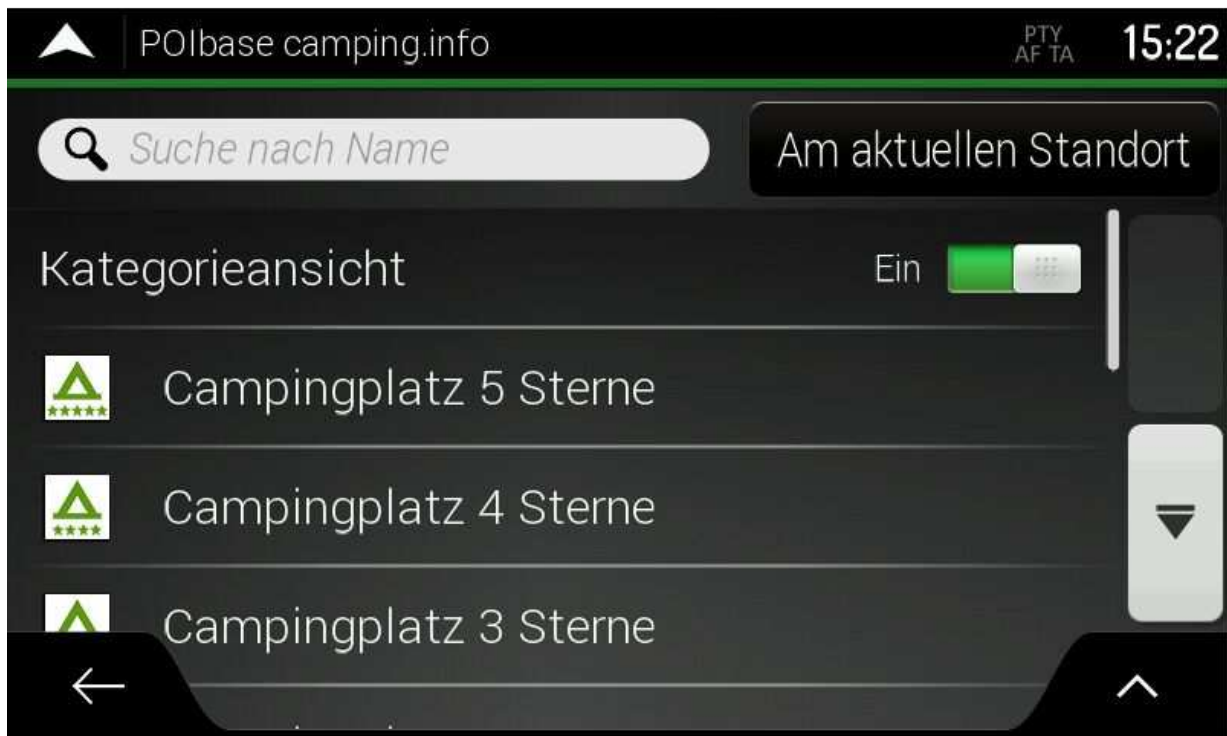 POIbase camping.info
PTY
AF TA
15:22
Suche nach Name
Am aktuellen Standort
Kategorieansicht
Ein
Campingplatz 5 Sterne
Campingplatz 4 Sterne
Campingplatz 3 Sterne